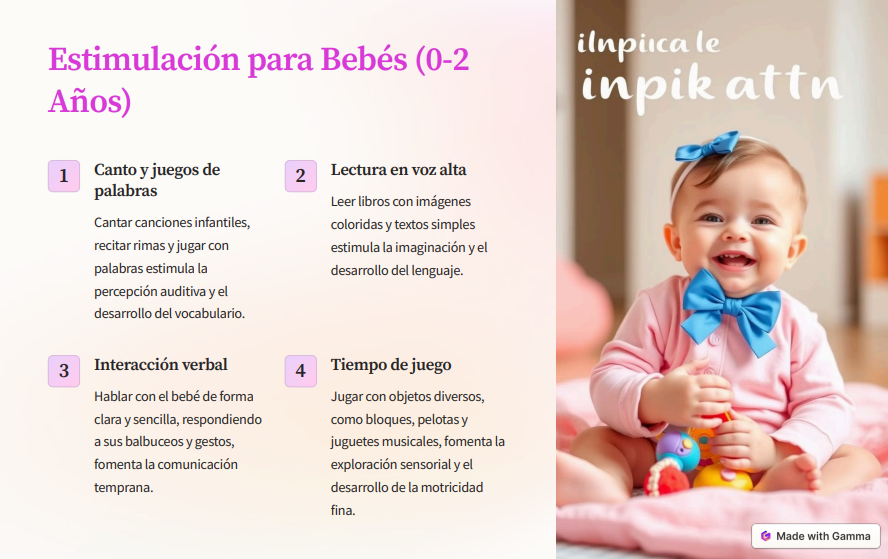 Estimulación para Bebés (0-2
Años)
1
Canto y juegos de
palabras
Cantar canciones infantiles,
recitar rimas y jugar con
palabras estimula la
percepción auditiva y el
desarrollo del vocabulario.
2
Lectura en voz alta
Leer libros con imágenes
coloridas y textos simples
estimula la imaginación y el
desarrollo del lenguaje.
3
Interacción verbal
Hablar con el bebé de forma
clara y sencilla, respondiendo
a sus balbuceos y gestos,
fomenta la comunicación
temprana.
4
Tiempo de juego
Jugar con objetos diversos,
como bloques, pelotas y
juguetes musicales, fomenta la
exploración sensorial y el
desarrollo de la motricidad
fina.
le
inpik attn
Made with Gamma